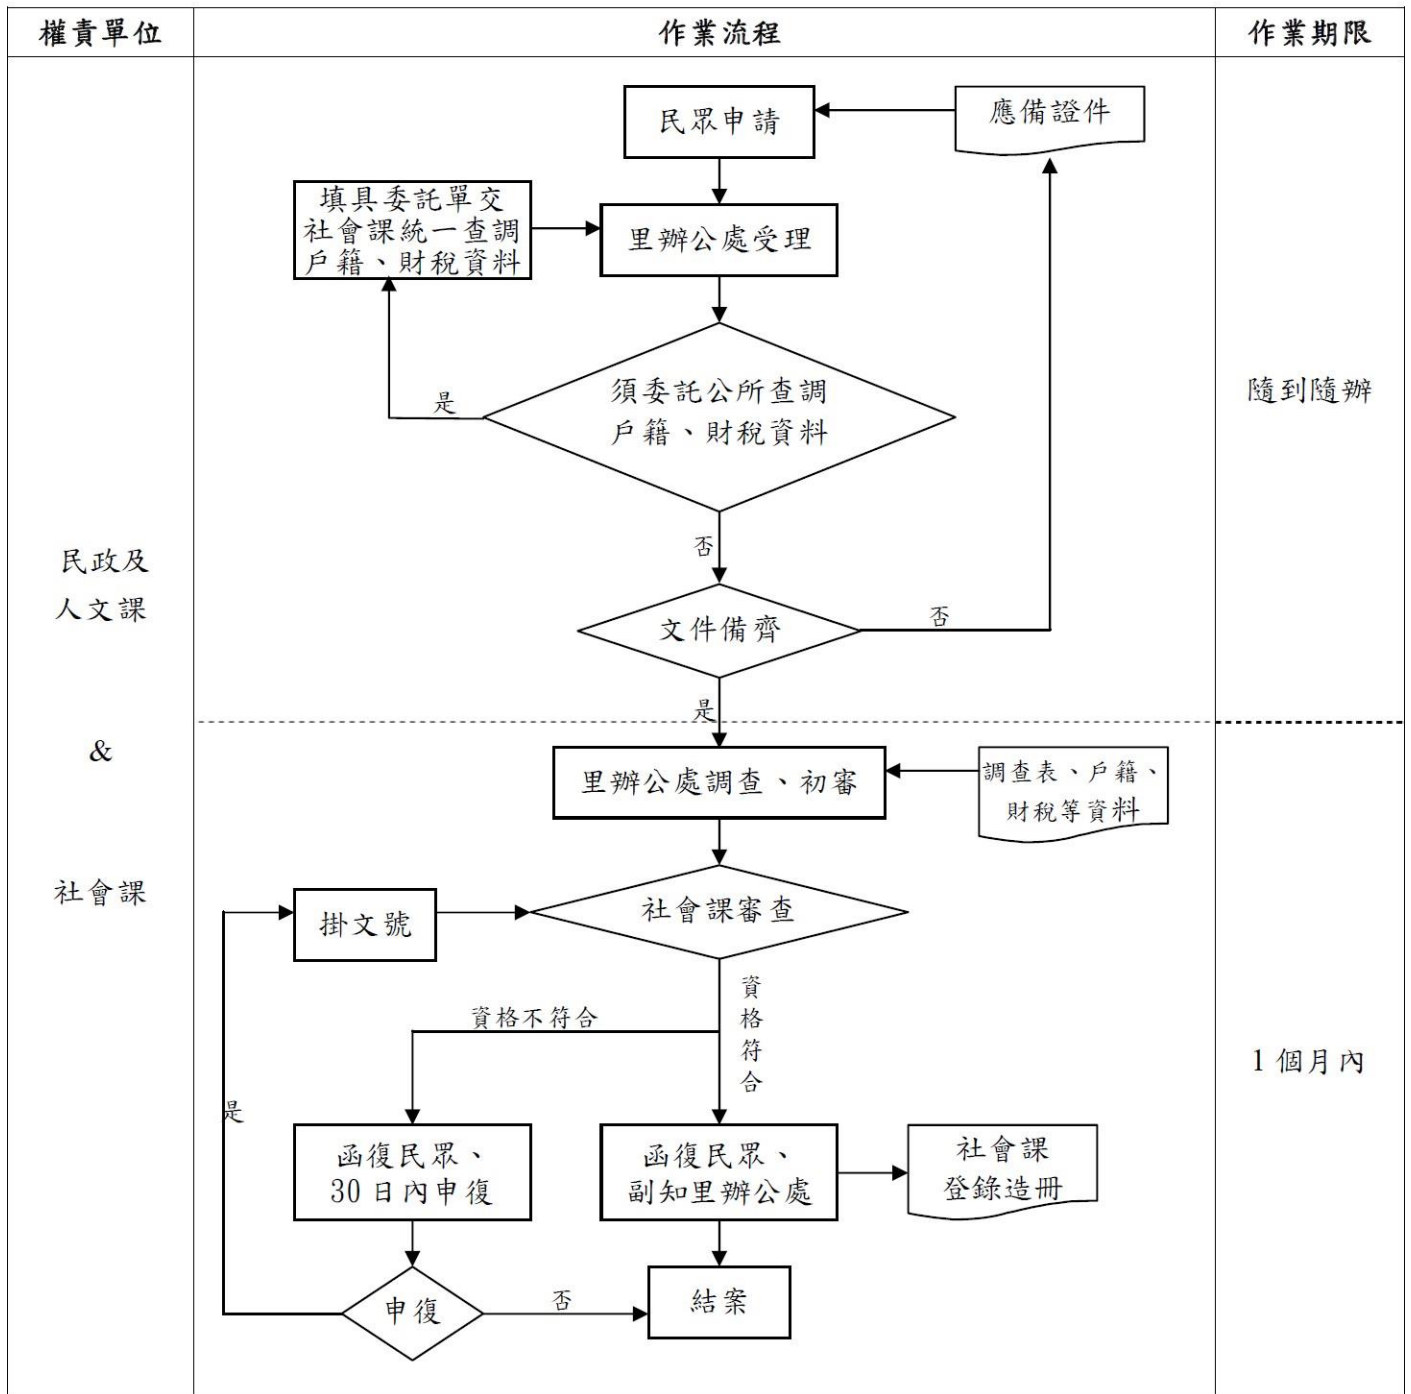 權責單位
作業流程
作業期限
民眾申請
應備證件
填具委託單交
社會課統一查調
戶籍、財稅資料
里辦公處受理
須委託公所查調
戶籍、財稅資料
是
隨到隨辦
否
民政及
人文課
文件備齊
否
是
&
里辦公處調查、初審
調查表、戶籍、
財稅等資料
社會課
掛文號
社會課審查
資格不符合
資
格
符
合
1 個月內
是
函復民眾、
30 日內申復
函復民眾、
副知里辦公處
社會課
登錄造冊
申復
否
結案